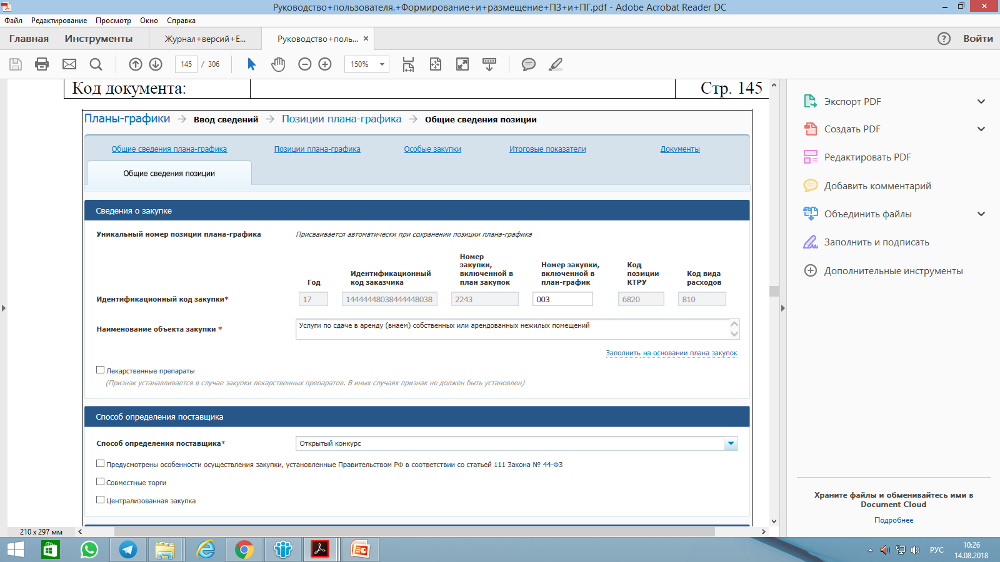 Руководство+пользователя.+Формирование+и+размещение+ПЗ+и+ПГ.pdf - Adobe Acrobat Reader DC
Файл Редактирование Просмотр Окно Справка
Главная Инструменты Журнал+версий+Е... Руководство+поль... × Войти
145 / 306 150%
Код документа: Стр. 145
Планы-графики Ввод сведений Позиции плана-графика Общие сведения позиции
Общие сведения плана-графика Позиции плана-графика Особые закупки Итоговые показатели Документы
Общие сведения позиции
Сведения о закупке
Уникальный номер позиции плана-графика Присваивается автоматически при сохранении позиции плана-графика
Год
Идентификационный
код заказчика
Номер
закупки,
включенной в
план закупок
Номер закупки,
включенной в
план-график
Код
позиции
КТРУ
Код вида
расходов
Идентификационный код закупки* 17 14444448038444448038 2243 003 6820 810
Наименование объекта закупки * Услуги по сдаче в аренду (внаем) собственных или арендованных нежилых помещений
Заполнить на основании плана закупок
Лекарственные препараты
(Признак устанавливается в случае закупки лекарственных препаратов. В иных случаях признак не должен быть установлен)
Способ определения поставщика
Способ определения поставщика* Открытый конкурс
Предусмотрены особенности осуществления закупки, установленные Правительством РФ в соответствии со статьей 111 Закона № 44-ФЗ
Совместные торги
Централизованная закупка
210 x 297 мм
Экспорт PDF
Создать PDF
Редактировать PDF
Добавить комментарий
Объединить файлы
Заполнить и подписать
Дополнительные инструменты
Храните файлы и обменивайтесь ими в
Document Cloud
Подробнее
РУС
10:26
14.08.2018